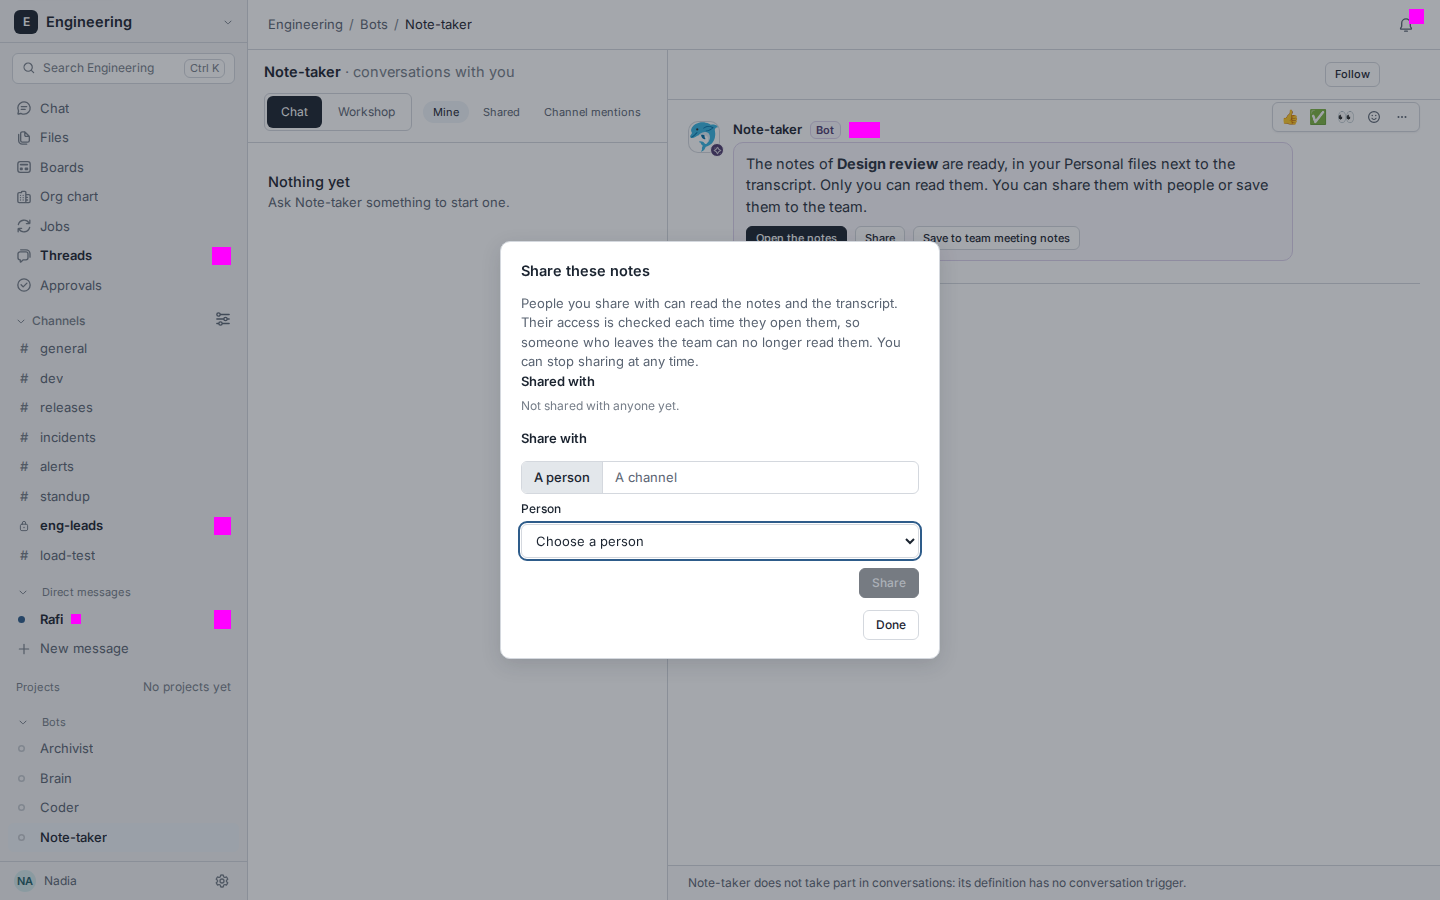 E Engineering
Search Engineering Ctrl K
Chat
Files
Boards
Org chart
Jobs
Threads
Approvals
Channels
# general
# dev
# releases
# incidents
# alerts
# standup
eng-leads
# load-test
Direct messages
Rafi
New message
Projects No projects yet
Bots
Archivist
Brain
Coder
Note-taker
NA Nadia
Engineering / Bots / Note-taker
Note-taker · conversations with you
Chat Workshop Mine Shared Channel mentions
Nothing yet
Ask Note-taker something to start one.
Follow
Note-taker Bot
The notes of Design review are ready, in your Personal files next to the
transcript. Only you can read them. You can share them with people or save
them to the team.
Open the notes Share Save to team meeting notes
Share these notes
People you share with can read the notes and the transcript.
Their access is checked each time they open them, so
someone who leaves the team can no longer read them. You
can stop sharing at any time.
Shared with
Not shared with anyone yet.
Share with
A person A channel
Person
Choose a person
Share
Done
Note-taker does not take part in conversations: its definition has no conversation trigger.